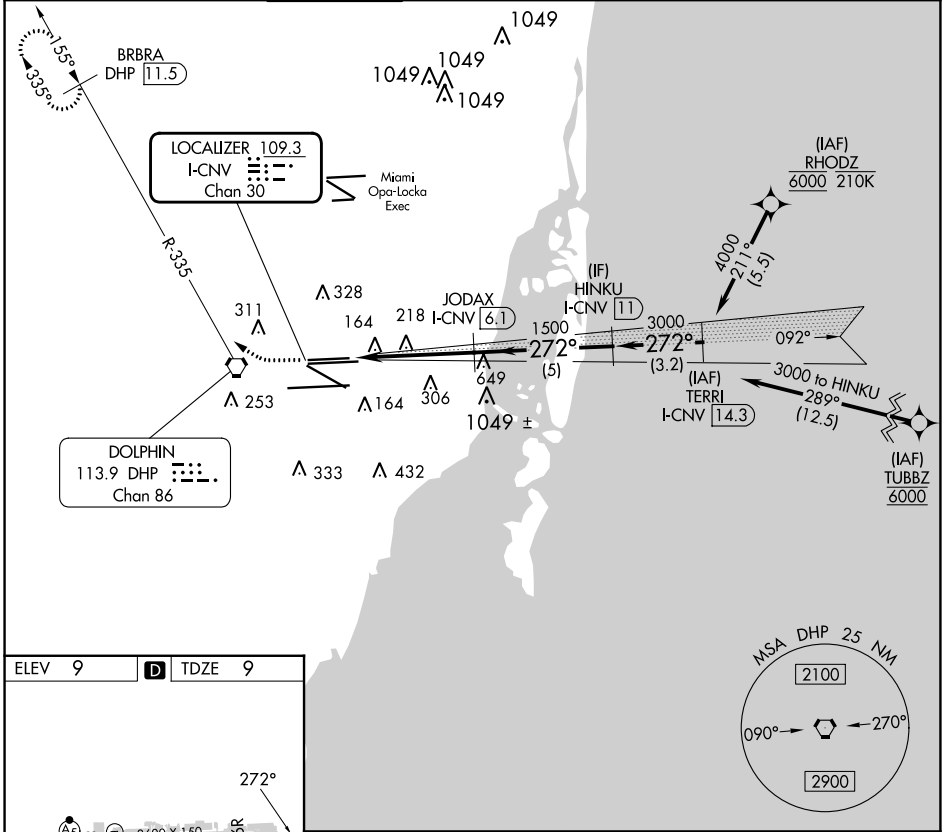 1049
1049
1049
1049
155°
335°
BRBRA
DHP 11.5
LOCALIZER 109.3
I-CNV
Chan 30
Miami
Opa-Locka
Exec
(IAF)
RHODZ
6000 210K
4000
211°
(5.5)
R-335
328
311
164
218
JODAX
I-CNV 6.1
(IF)
HINKU
I-CNV 11
1500
272°
(5)
3000
272°
(3.2)
092°
(IAF)
TERRI
I-CNV 14.3
3000 to HINKU
289°
(12.5)
(IAF)
TUBBZ
6000
253
164
306
649
1049 ±
333
432
DOLPHIN
113.9 DHP
Chan 86
MSA DHP 25 NM
2100
090°
270°
2900
ELEV 9
D
TDZE 9
272°
A5